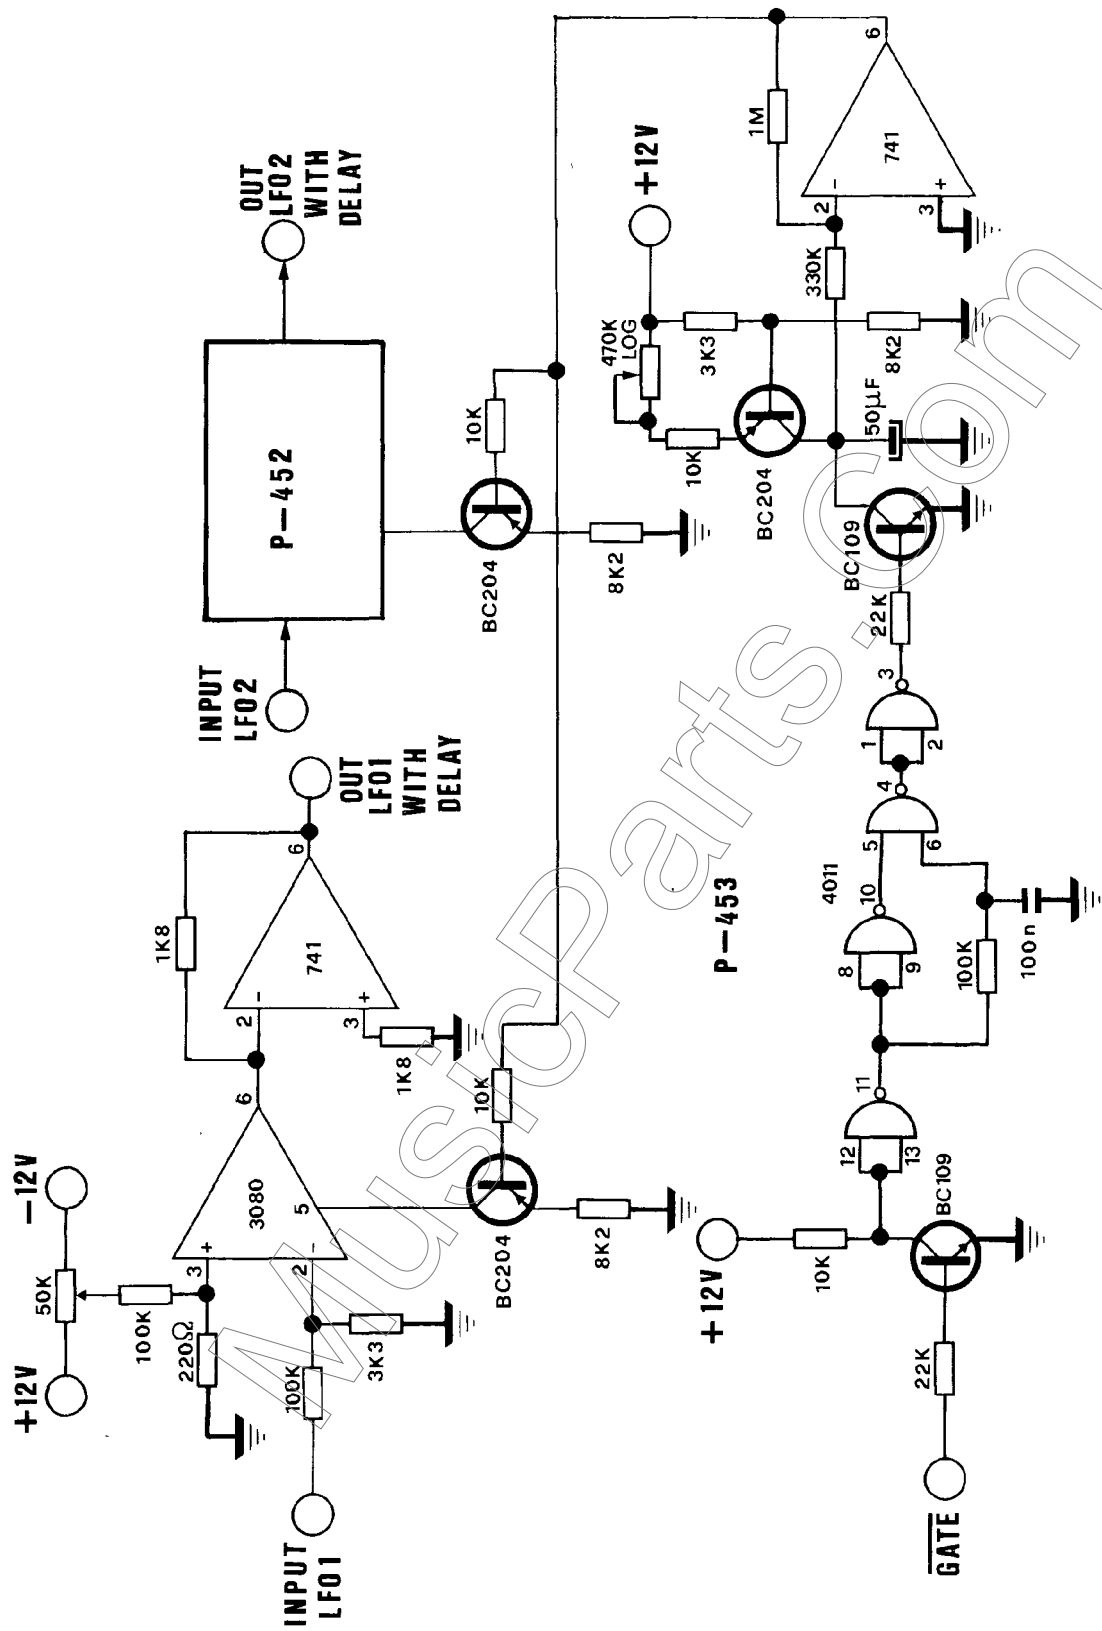 +12V
50K
-12V
100K
220Ω
3
+
3080
6
2
-
5
INPUT
LFO1
100K
3K3
1K8
2
-
741
6
3
+
1K8
OUT
LFO1
WITH
DELAY
10K
BC204
8K2
INPUT
LFO2
P-452
OUT
LFO2
WITH
DELAY
10K
BC204
8K2
P-453
GATE
22K
BC109
+12V
10K
12
13
11
8
9
10
4011
100K
100n
5
6
4
1
2
3
22K
BC109
50µF
BC204
10K
470K
LOG
+12V
3K3
8K2
330K
1M
2
-
741
6
3
+
MusicParts.Com